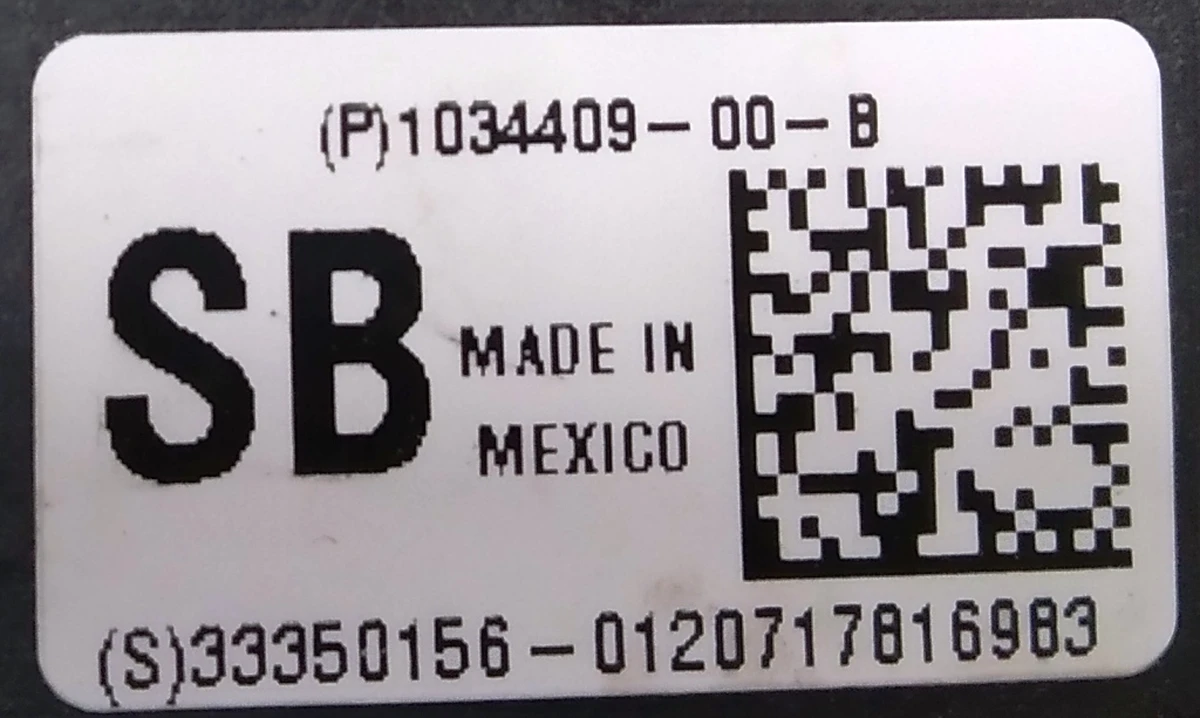 (P)1034409-00-B
SB
MADE IN
MEXICO
(S)33350156-0120717816983